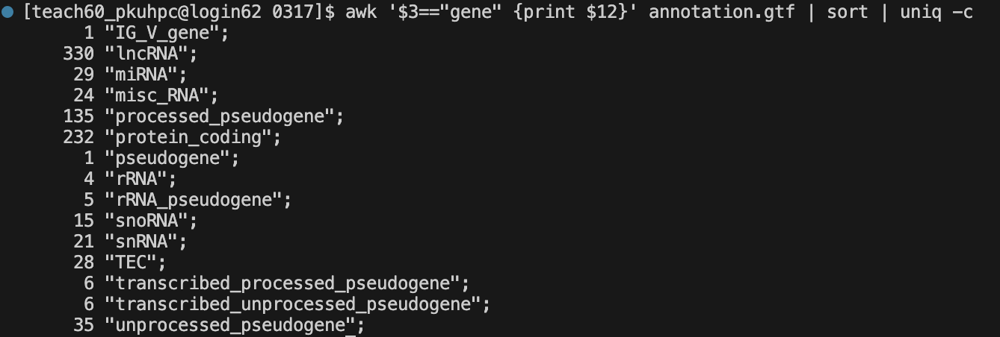 [teach60_pkuhpc@login62 0317]$ awk '$3=="gene" {print $12}' annotation.gtf | sort | uniq -c
1 "IG_V_gene";
330 "lncRNA";
29 "miRNA";
24 "misc_RNA";
135 "processed_pseudogene";
232 "protein_coding";
1 "pseudogene";
4 "rRNA";
5 "rRNA_pseudogene";
15 "snoRNA";
21 "snRNA";
28 "TEC";
6 "transcribed_processed_pseudogene";
6 "transcribed_unprocessed_pseudogene";
35 "unprocessed_pseudogene";